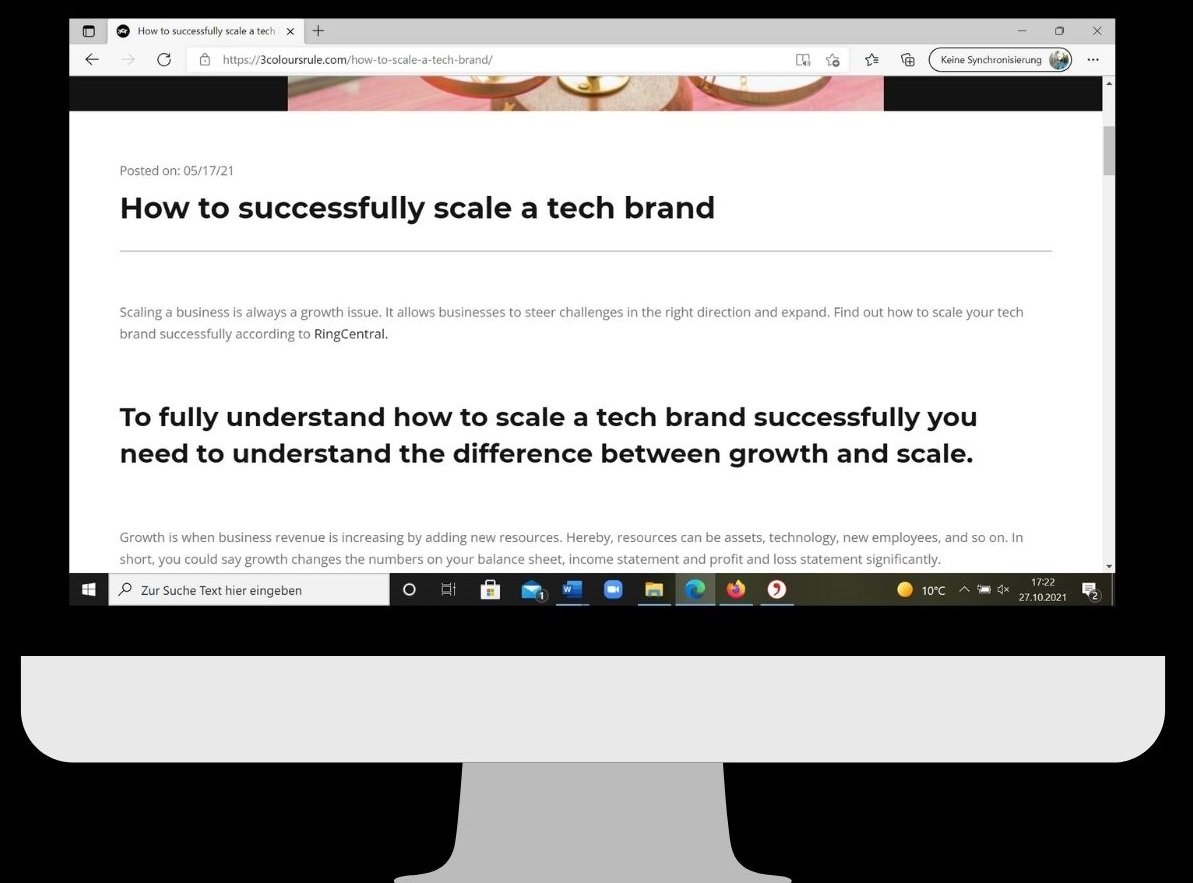 How to successfully scale a tech
https://3coloursrule.com/how-to-scale-a-tech-brand/
Keine Synchronisierung
Posted on: 05/17/21
How to successfully scale a tech brand
Scaling a business is always a growth issue. It allows businesses to steer challenges in the right direction and expand. Find out how to scale your tech
brand successfully according to RingCentral.
To fully understand how to scale a tech brand successfully you
need to understand the difference between growth and scale.
Growth is when business revenue is increasing by adding new resources. Hereby, resources can be assets, technology, new employees, and so on. In
short, you could say growth changes the numbers on your balance sheet, income statement and profit and loss statement significantly.
Zur Suche Text hier eingeben
1
W
10°C
17:22
27.10.2021
2